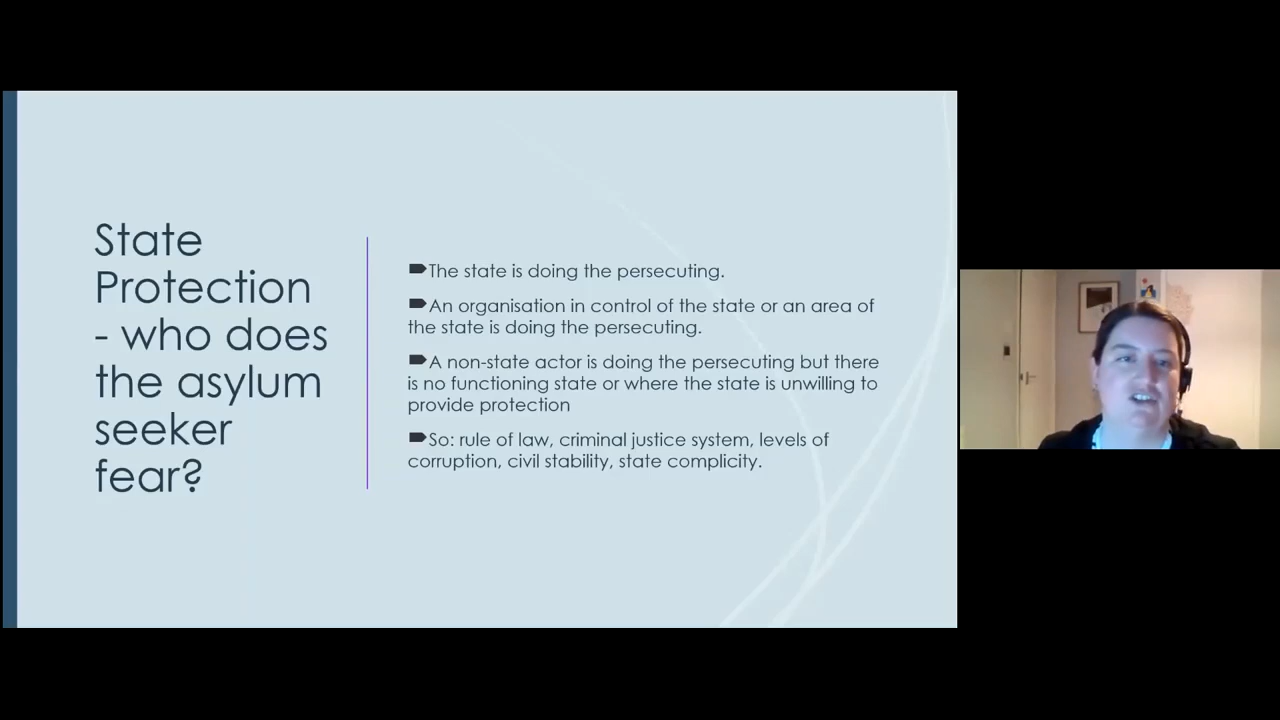 State
Protection
- who does
the asylum
seeker
fear?
The state is doing the persecuting.
An organisation in control of the state or an area of
the state is doing the persecuting.
A non-state actor is doing the persecuting but there
is no functioning state or where the state is unwilling to
provide protection
So: rule of law, criminal justice system, levels of
corruption, civil stability, state complicity.